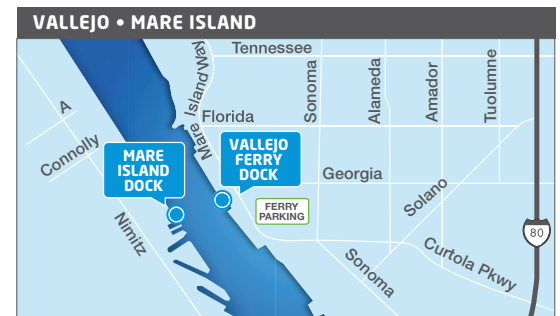 VALLEJO • MARE ISLAND
Tennessee
Mare Island Way
Sonoma
Alameda
Amador
Tuolumne
A
Florida
Connolly
MARE
ISLAND
DOCK
VALLEJO
FERRY
DOCK
Georgia
Solano
FERRY
PARKING
Nimitz
80
Sonoma
Curtola Pkwy